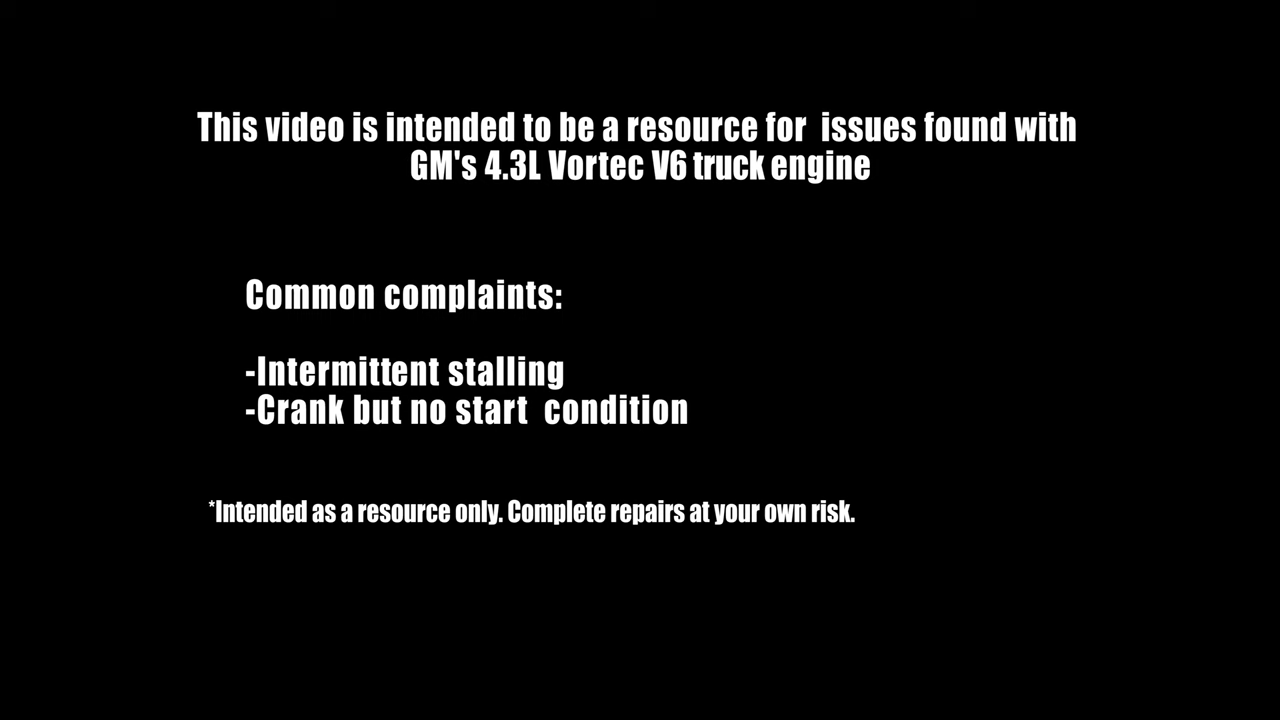 This video is intended to be a resource for  issues found with
GM's 4.3L Vortec V6 truck engine
Common complaints:
-Intermittent stalling
-Crank but no start  condition
*Intended as a resource only. Complete repairs at your own risk.